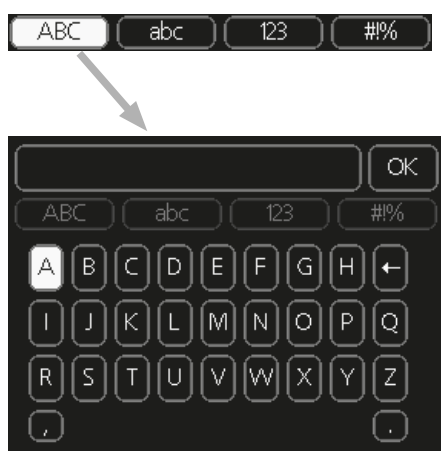 ABC abc 123 #!%
OK
ABC abc 123 #!%
A B C D E F G H ←
I J K L M N O P Q
R S T U V W X Y Z
, .